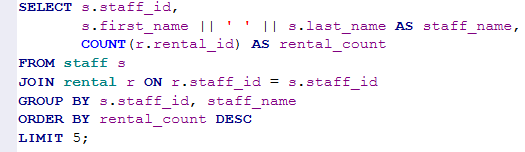 SELECT s.staff_id,
       s.first_name || ' ' || s.last_name AS staff_name,
       COUNT(r.rental_id) AS rental_count
FROM staff s
JOIN rental r ON r.staff_id = s.staff_id
GROUP BY s.staff_id, staff_name
ORDER BY rental_count DESC
LIMIT 5;